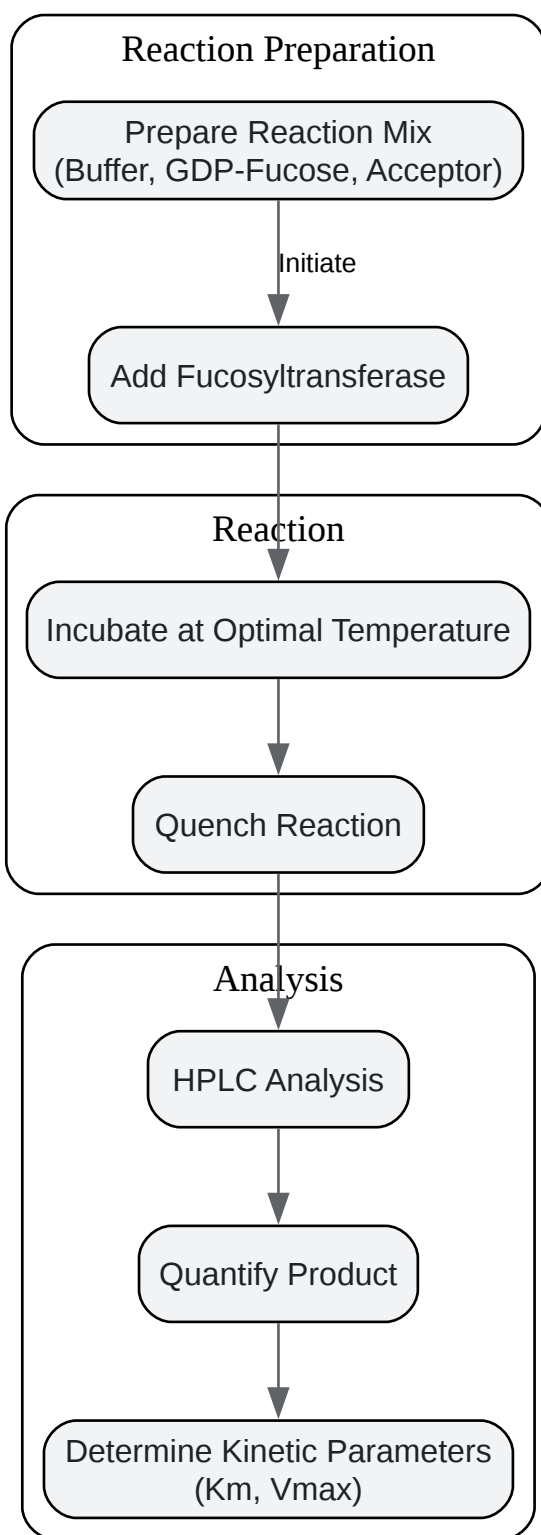 Reaction Preparation
Prepare Reaction Mix
(Buffer, GDP-Fucose, Acceptor)
Initiate
Add Fucosyltransferase
Reaction
Incubate at Optimal Temperature
Quench Reaction
Analysis
HPLC Analysis
Quantify Product
Determine Kinetic Parameters
(Km, Vmax)